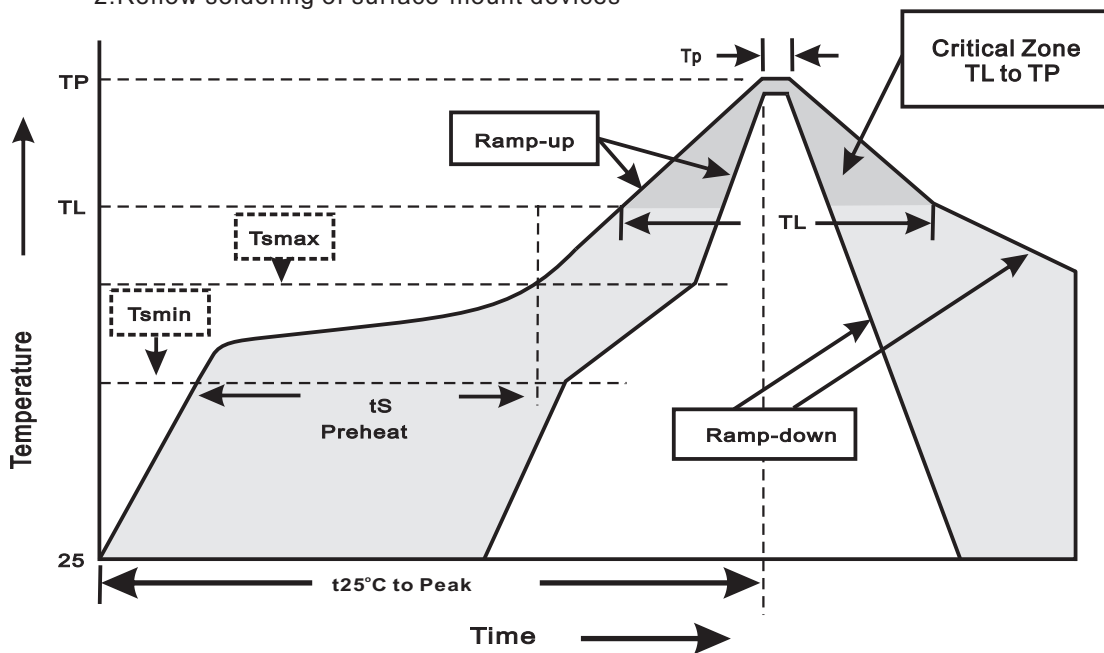 2.Reflow soldering of surface-mount devices
Tp
Critical Zone
TL to TP
TP
Ramp-up
TL
TL
Tsmax
Tsmin
Temperature
tS
Preheat
Ramp-down
25
t25°C to Peak
Time